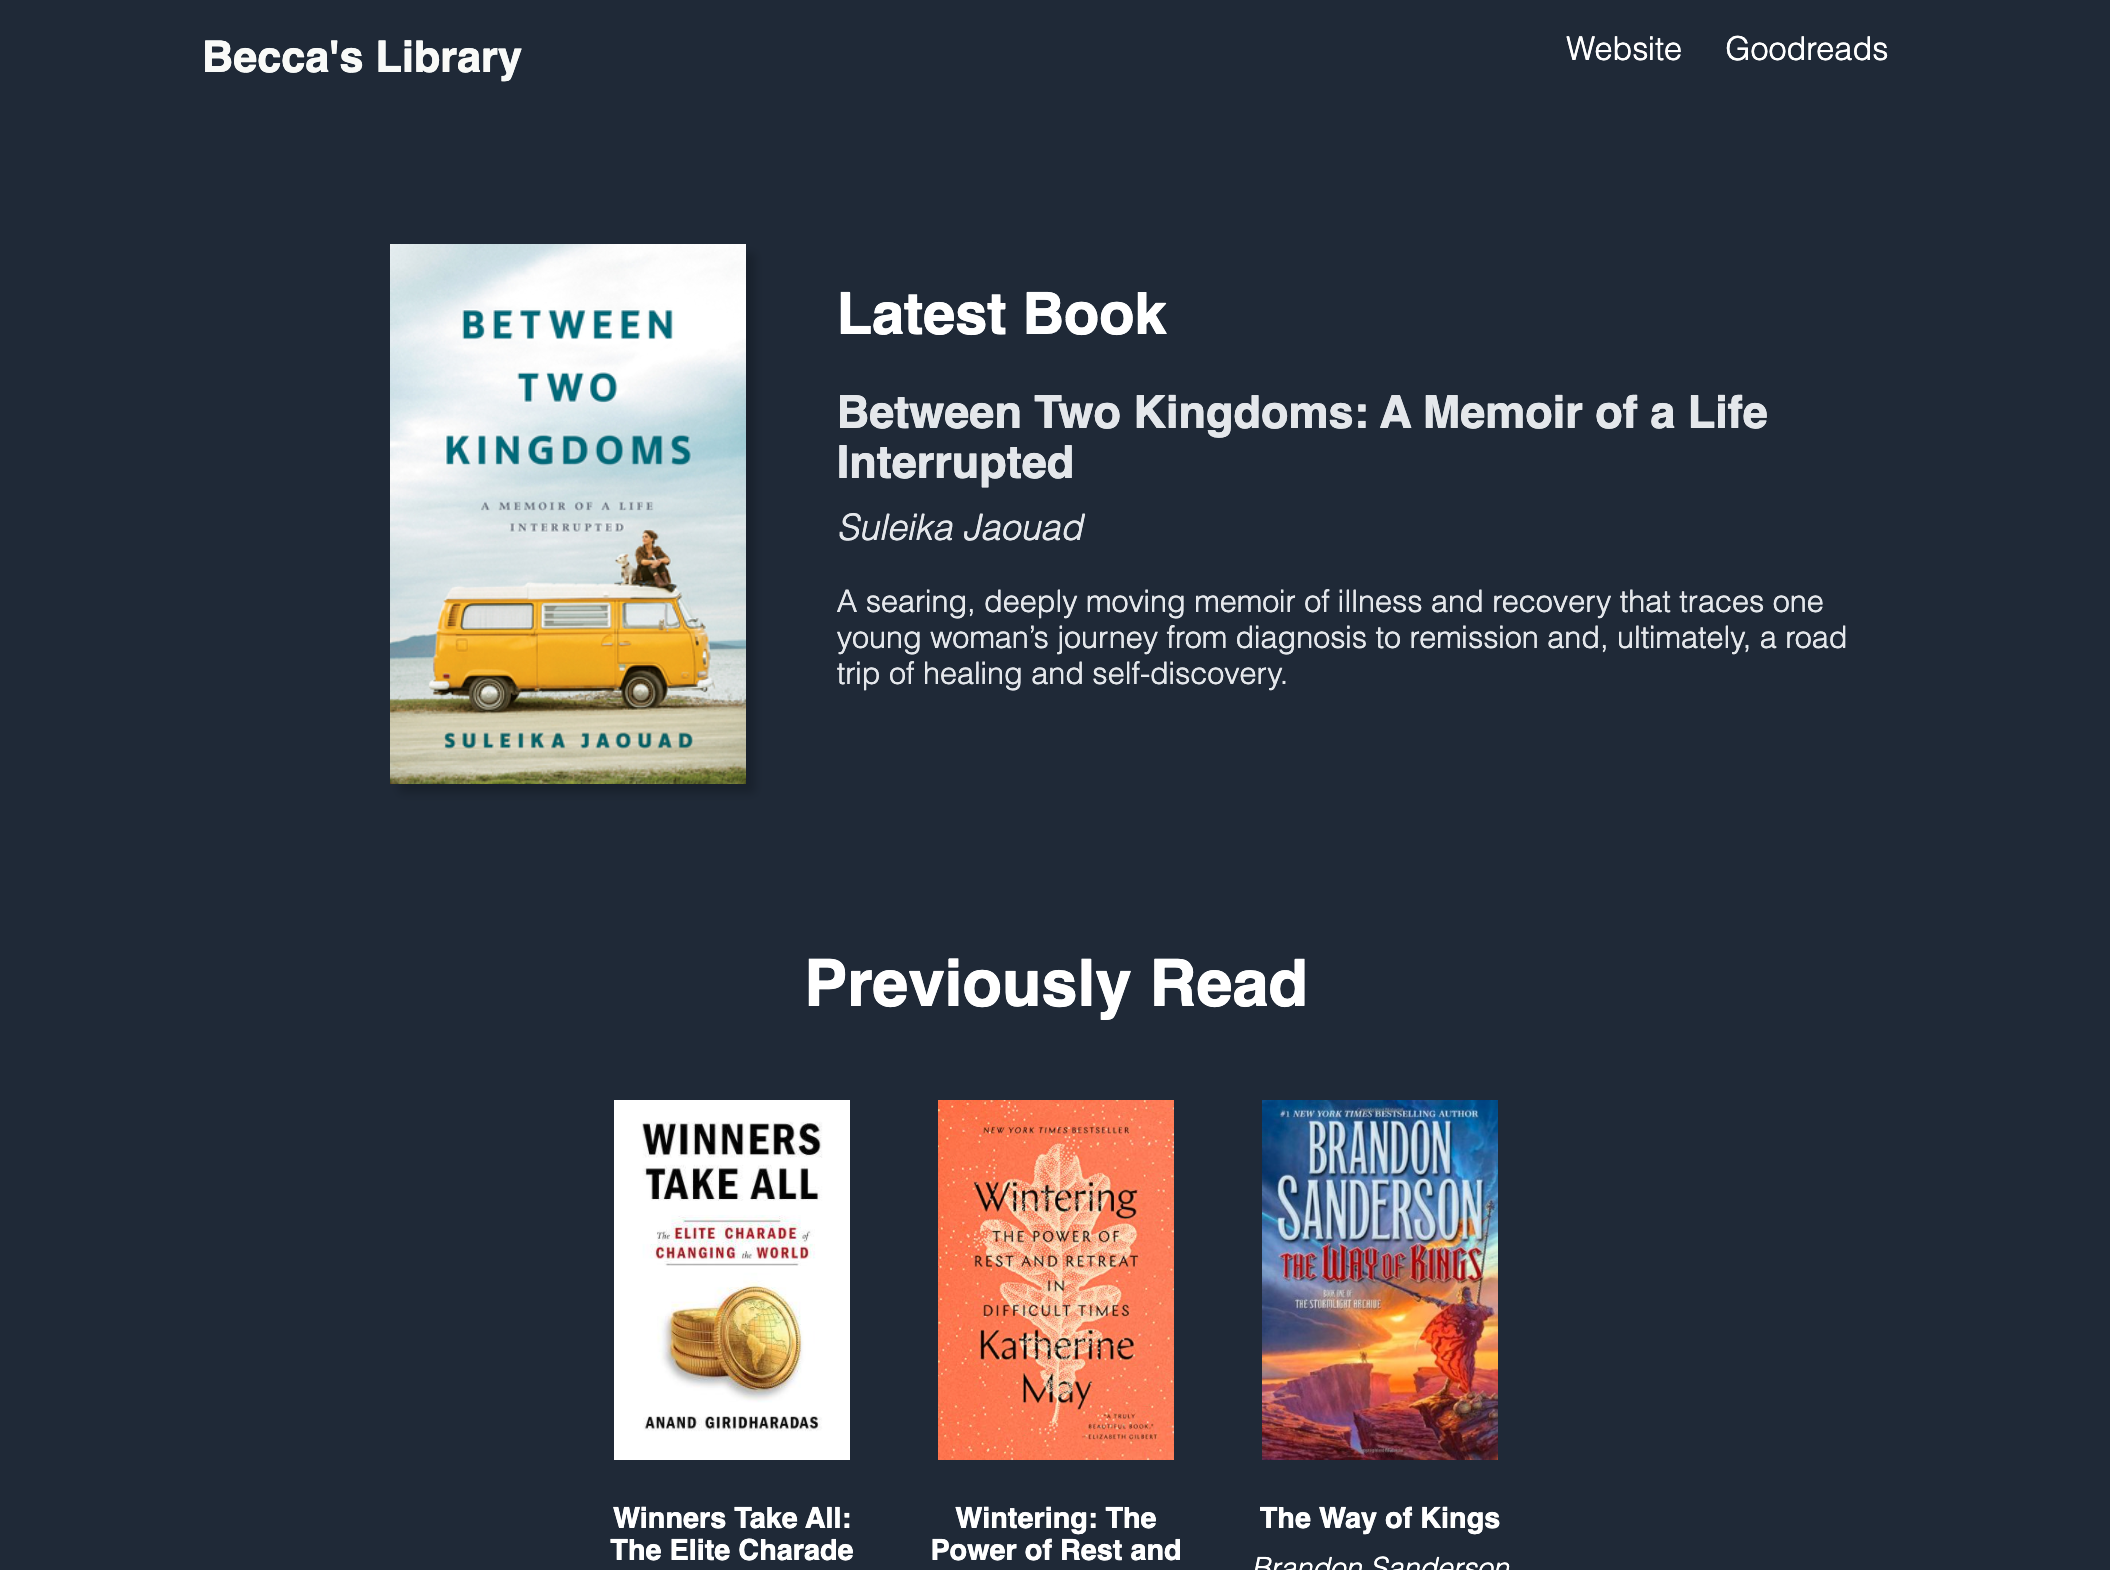 Becca's Library
Website Goodreads
BETWEEN
TWO
KINGDOMS
A MEMOIR OF A LIFE
INTERRUPTED
SULEIKA JAOUAD
Latest Book
Between Two Kingdoms: A Memoir of a Life
Interrupted
Suleika Jaouad
A searing, deeply moving memoir of illness and recovery that traces one
young woman’s journey from diagnosis to remission and, ultimately, a road
trip of healing and self-discovery.
Previously Read
WINNERS
TAKE ALL
The ELITE CHARADE of
CHANGING the WORLD
ANAND GIRIDHARADAS
NEW YORK TIMES BESTSELLER
Wintering
THE POWER OF
REST AND RETREAT
IN
DIFFICULT TIMES
Katherine
May
"A TRULY
BEAUTIFUL BOOK."
- ELIZABETH GILBERT
#1 NEW YORK TIMES BESTSELLING AUTHOR
BRANDON
SANDERSON
THE WAY OF KINGS
BOOK ONE OF
THE STORMLIGHT ARCHIVE
Winners Take All:
The Elite Charade
Wintering: The
Power of Rest and
The Way of Kings
Brandon Sanderson